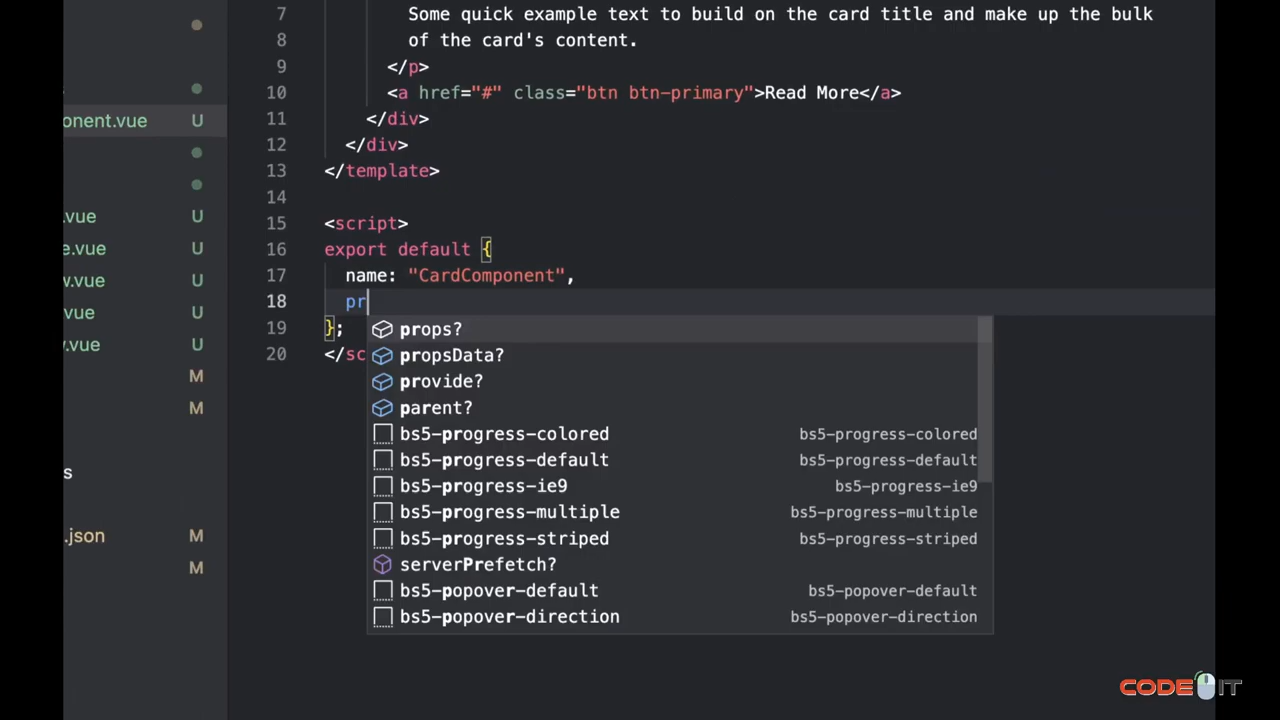 7 Some quick example text to build on the card title and make up the bulk
8 of the card's content.
9 </p>
10 <a href="#" class="btn btn-primary">Read More</a>
onent.vue U
11 </div>
12 </div>
13 </template>
14
.vue U
15 <script>
e.vue U
16 export default {
w.vue U
17 name: "CardComponent",
18 pr
vue U
19 };
v.vue U
20 </sc
M
M
s
.json M
M
props?
propsData?
provide?
parent?
bs5-progress-colored bs5-progress-colored
bs5-progress-default bs5-progress-default
bs5-progress-ie9 bs5-progress-ie9
bs5-progress-multiple bs5-progress-multiple
bs5-progress-striped bs5-progress-striped
serverPrefetch?
bs5-popover-default bs5-popover-default
bs5-popover-direction bs5-popover-direction
CODE IT